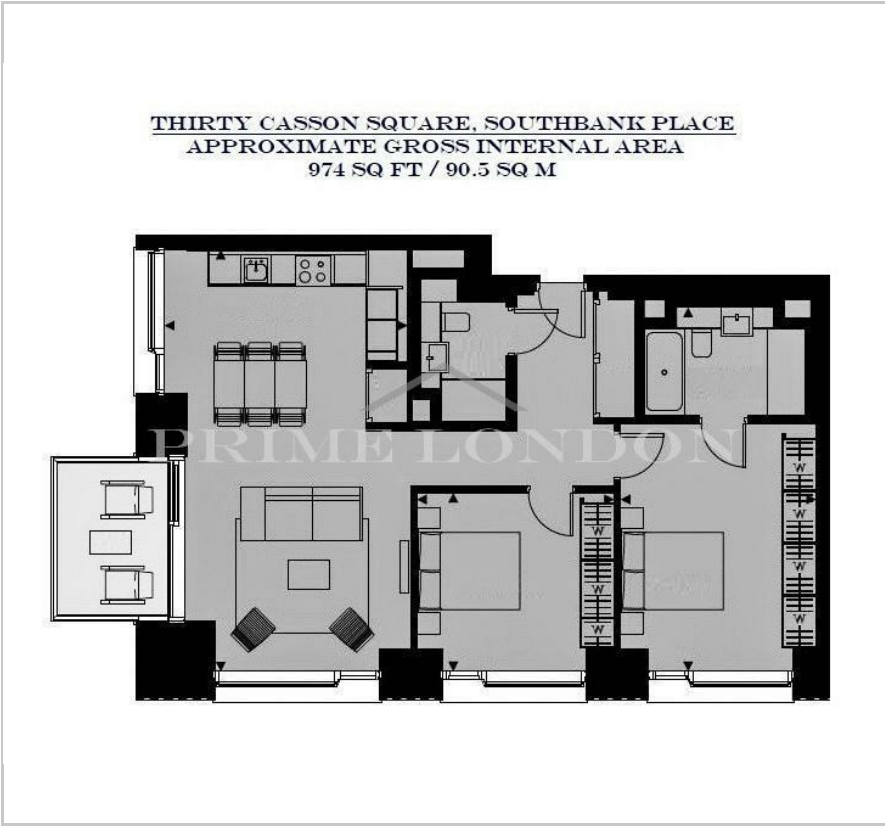 THIRTY CASSON SQUARE, SOUTHBANK PLACE
APPROXIMATE GROSS INTERNAL AREA
974 SQ FT / 90.5 SQ M
PRIME LONDON
W
W
W
W
W
W